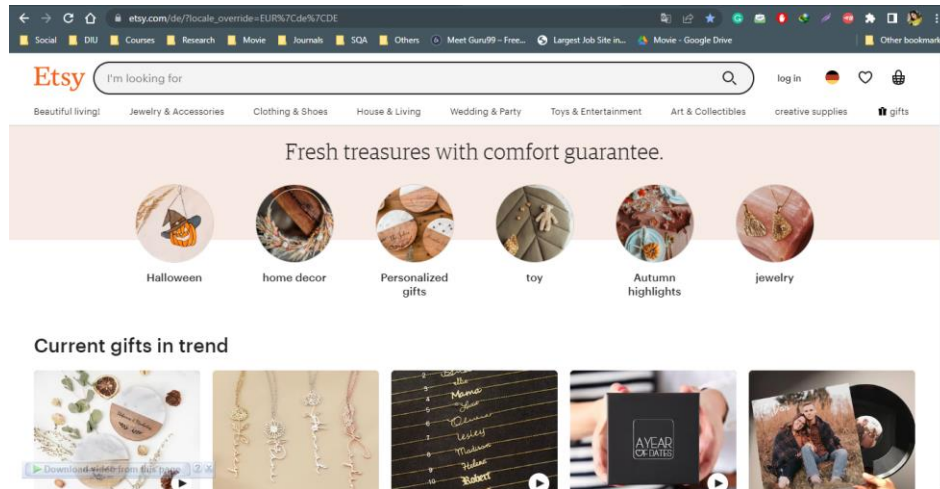 etsy.com/de/?locale_override=EUR%7Cde%7CDE
Social DIU Courses Research Movie Journals SQA Others Meet Guru99 – Free... Largest Job Site in... Movie - Google Drive Other bookmark
Etsy I'm looking for log in
Beautiful living! Jewelry & Accessories Clothing & Shoes House & Living Wedding & Party Toys & Entertainment Art & Collectibles creative supplies gifts
Fresh treasures with comfort guarantee.
Halloween home decor Personalized gifts toy Autumn highlights jewelry
Current gifts in trend
Mama
Lesley
Madison
Helene
Robert
A YEAR
OF DATES
Download video from this page